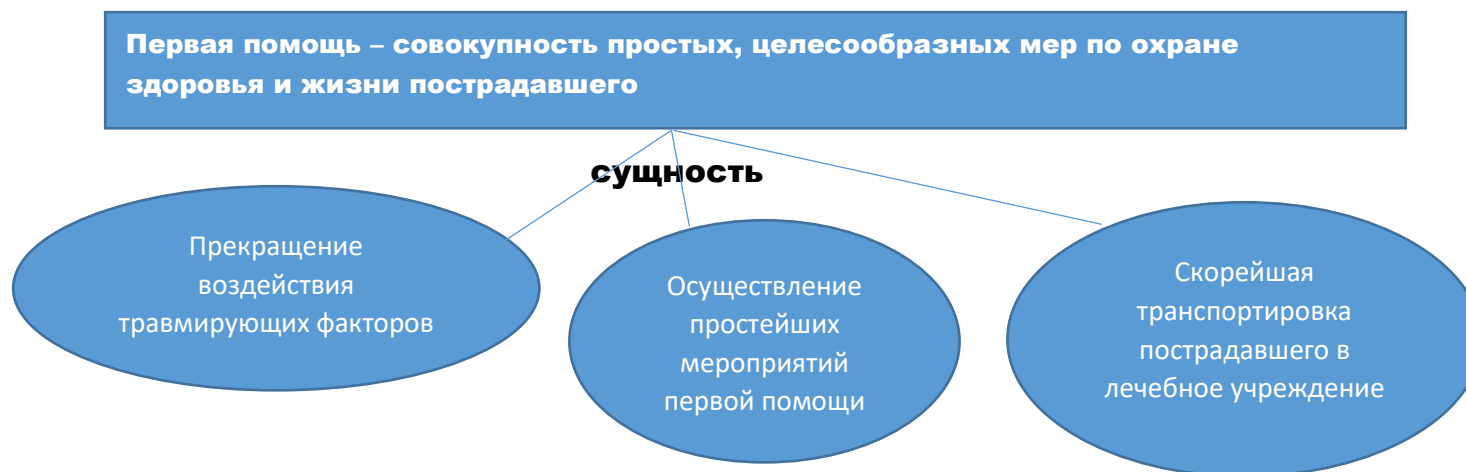 Первая помощь – совокупность простых, целесообразных мер по охране
здоровья и жизни пострадавшего
сущность
Прекращение
воздействия
травмирующих факторов
Осуществление
простейших
мероприятий
первой помощи
Скорейшая
транспортировка
пострадавшего в
лечебное учреждение